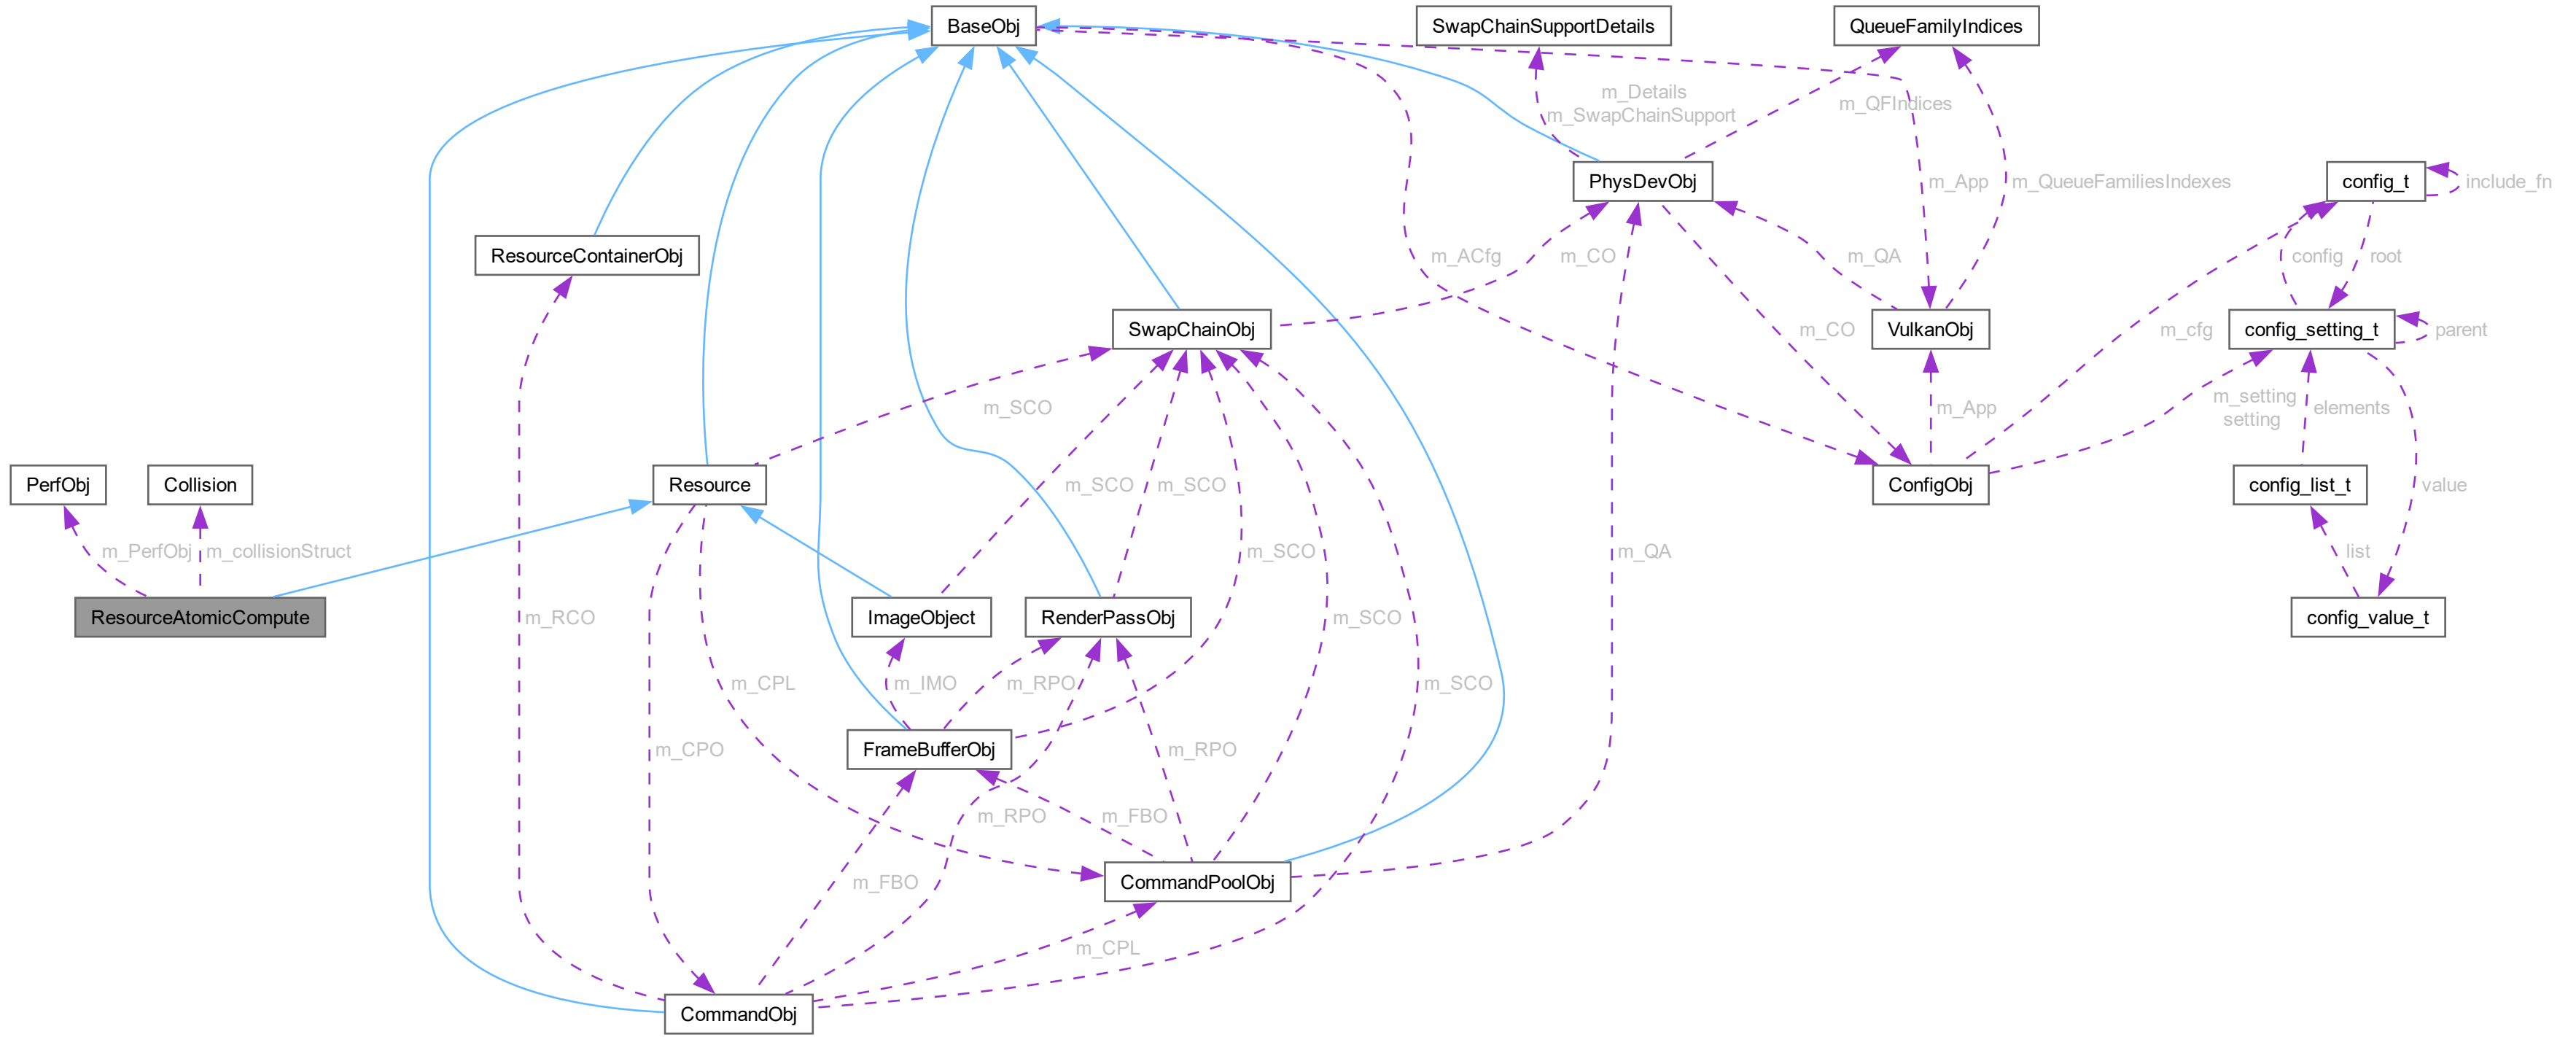 BaseObj
SwapChainSupportDetails
QueueFamilyIndices
m_Details
m_SwapChainSupport
m_QFIndices
PhysDevObj
m_App
m_QueueFamiliesIndexes
config_t
include_fn
ResourceContainerObj
m_ACfg
m_CO
m_QA
config
root
SwapChainObj
m_CO
VulkanObj
m_cfg
config_setting_t
parent
m_SCO
m_App
m_setting
setting
elements
PerfObj
Collision
Resource
m_SCO
m_SCO
ConfigObj
config_list_t
value
m_PerfObj
m_collisionStruct
m_SCO
m_QA
list
ResourceAtomicCompute
m_RCO
ImageObject
RenderPassObj
m_SCO
config_value_t
m_CPL
m_IMO
m_RPO
m_SCO
m_CPO
FrameBufferObj
m_RPO
m_RPO
m_FBO
m_FBO
CommandPoolObj
m_CPL
CommandObj